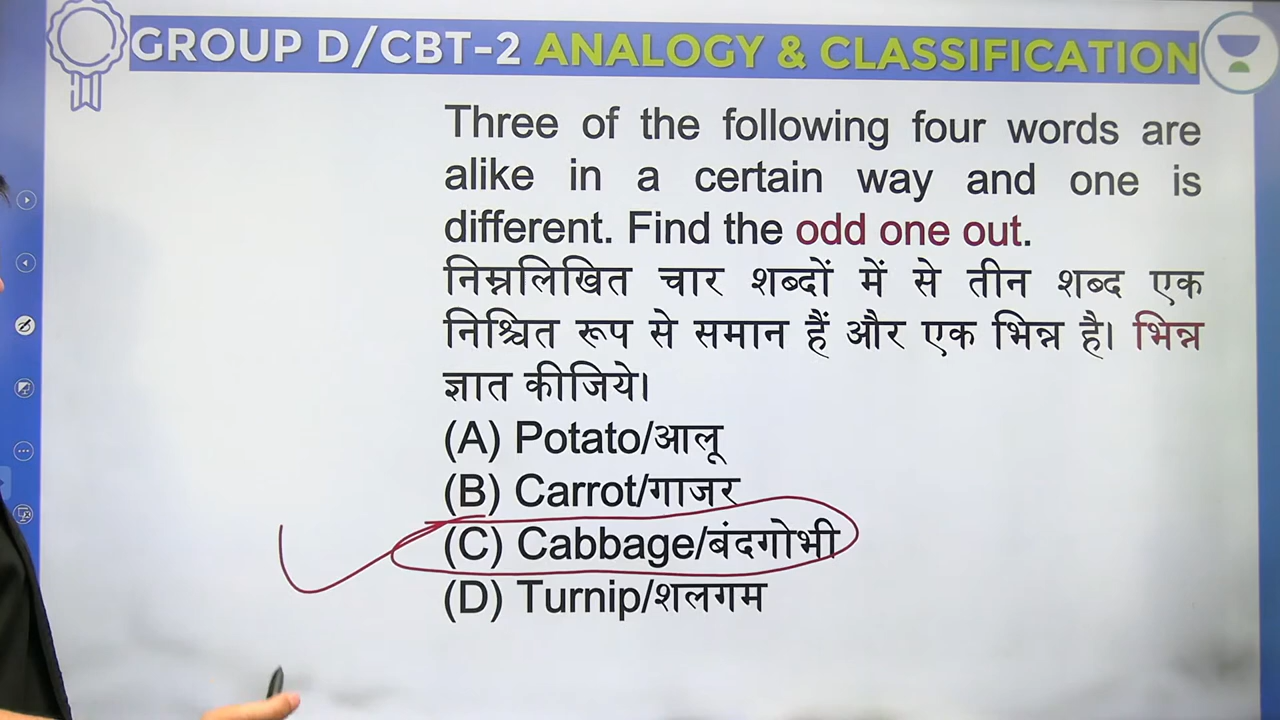 GROUP D/CBT-2 ANALOGY & CLASSIFICATION
Three of the following four words are
alike in a certain way and one is
different. Find the odd one out.
निम्नलिखित चार शब्दों में से तीन शब्द एक
निश्चित रूप से समान हैं और एक भिन्न है। भिन्न
ज्ञात कीजिये।
(A) Potato/आलू
(B) Carrot/गाजर
(C) Cabbage/बंदगोभी
(D) Turnip/शलगम